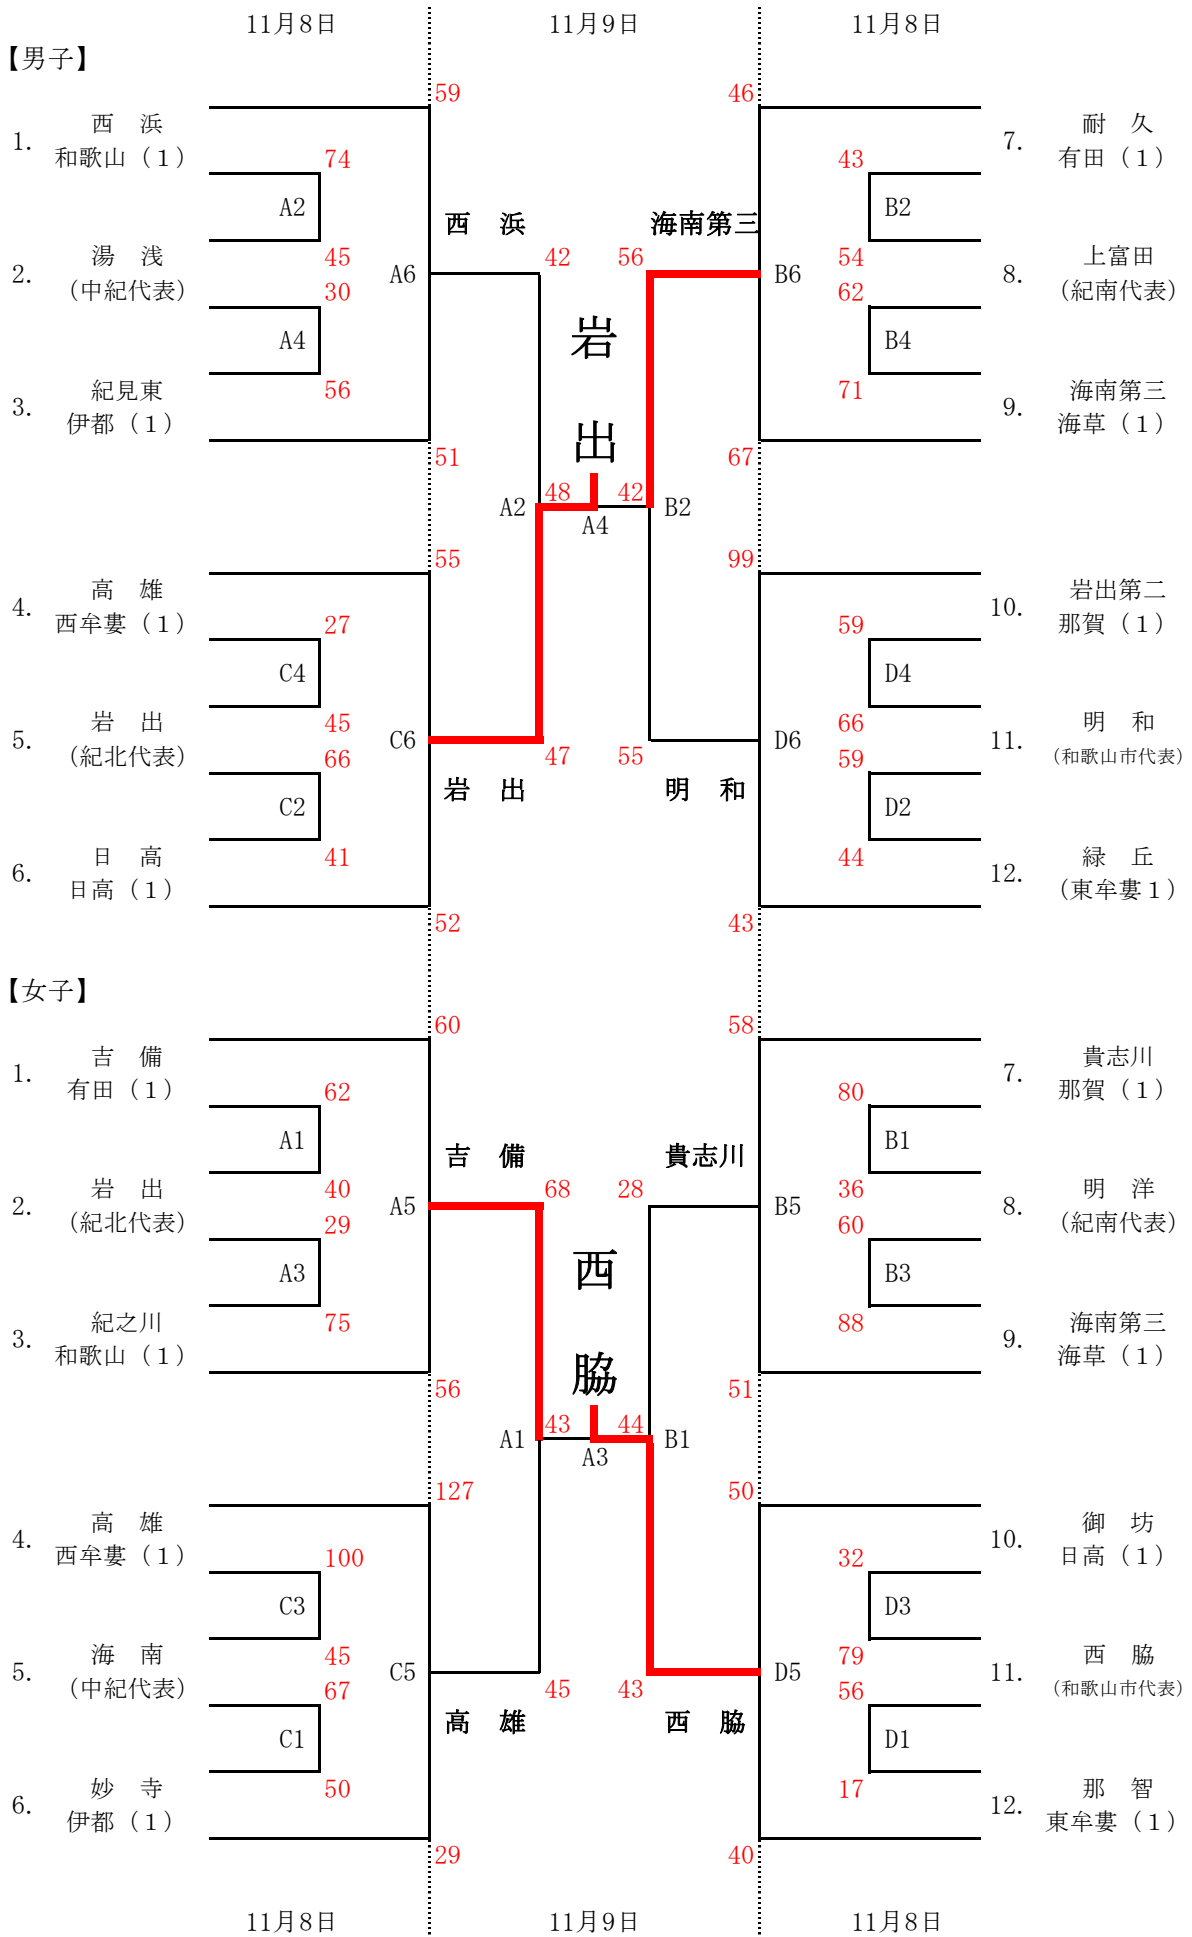 11月8日 11月9日 11月8日
【男子】
59 46
西　浜 耐　久
1. 7.
和歌山（１） 74 43 有田（１）
A2 B2
西　浜 海南第三
湯　浅 45 42 56 54 上富田
2. A6 B6 8.
（中紀代表） 30 62 （紀南代表）
岩
A4 B4
紀見東 56 71 海南第三
3. 9.
伊都（１） 海草（１）
出
51 67
48 42
A2 B2
A4
55 99
高　雄 岩出第二
4. 10.
西牟婁（１） 27 59 那賀（１）
C4 D4
岩　出 45 66 明　和
5. C6 D6 11.
（紀北代表） 66 47 55 59 （和歌山市代表）
岩　出 明　和
C2 D2
日　高 41 44 緑　丘
6. 12.
日高（１） （東牟婁１）
52 43
【女子】
60 58
吉　備 貴志川
1. 7.
有田（１） 62 80 那賀（１）
A1 B1
吉　備 貴志川
岩　出 40 68 28 36 明　洋
2. A5 B5 8.
（紀北代表） 29 60 （紀南代表）
西
A3 B3
紀之川 75 88 海南第三
3. 9.
和歌山（１） 海草（１）
脇
56 51
43 44
A1 B1
A3
127 50
高　雄 御　坊
4. 10.
西牟婁（１） 100 32 日高（１）
C3 D3
海　南 45 79 西　脇
5. C5 D5 11.
（中紀代表） 67 45 43 56 （和歌山市代表）
高　雄 西　脇
C1 D1
妙　寺 50 17 那　智
6. 12.
伊都（１） 東牟婁（１）
29 40
11月8日 11月9日 11月8日